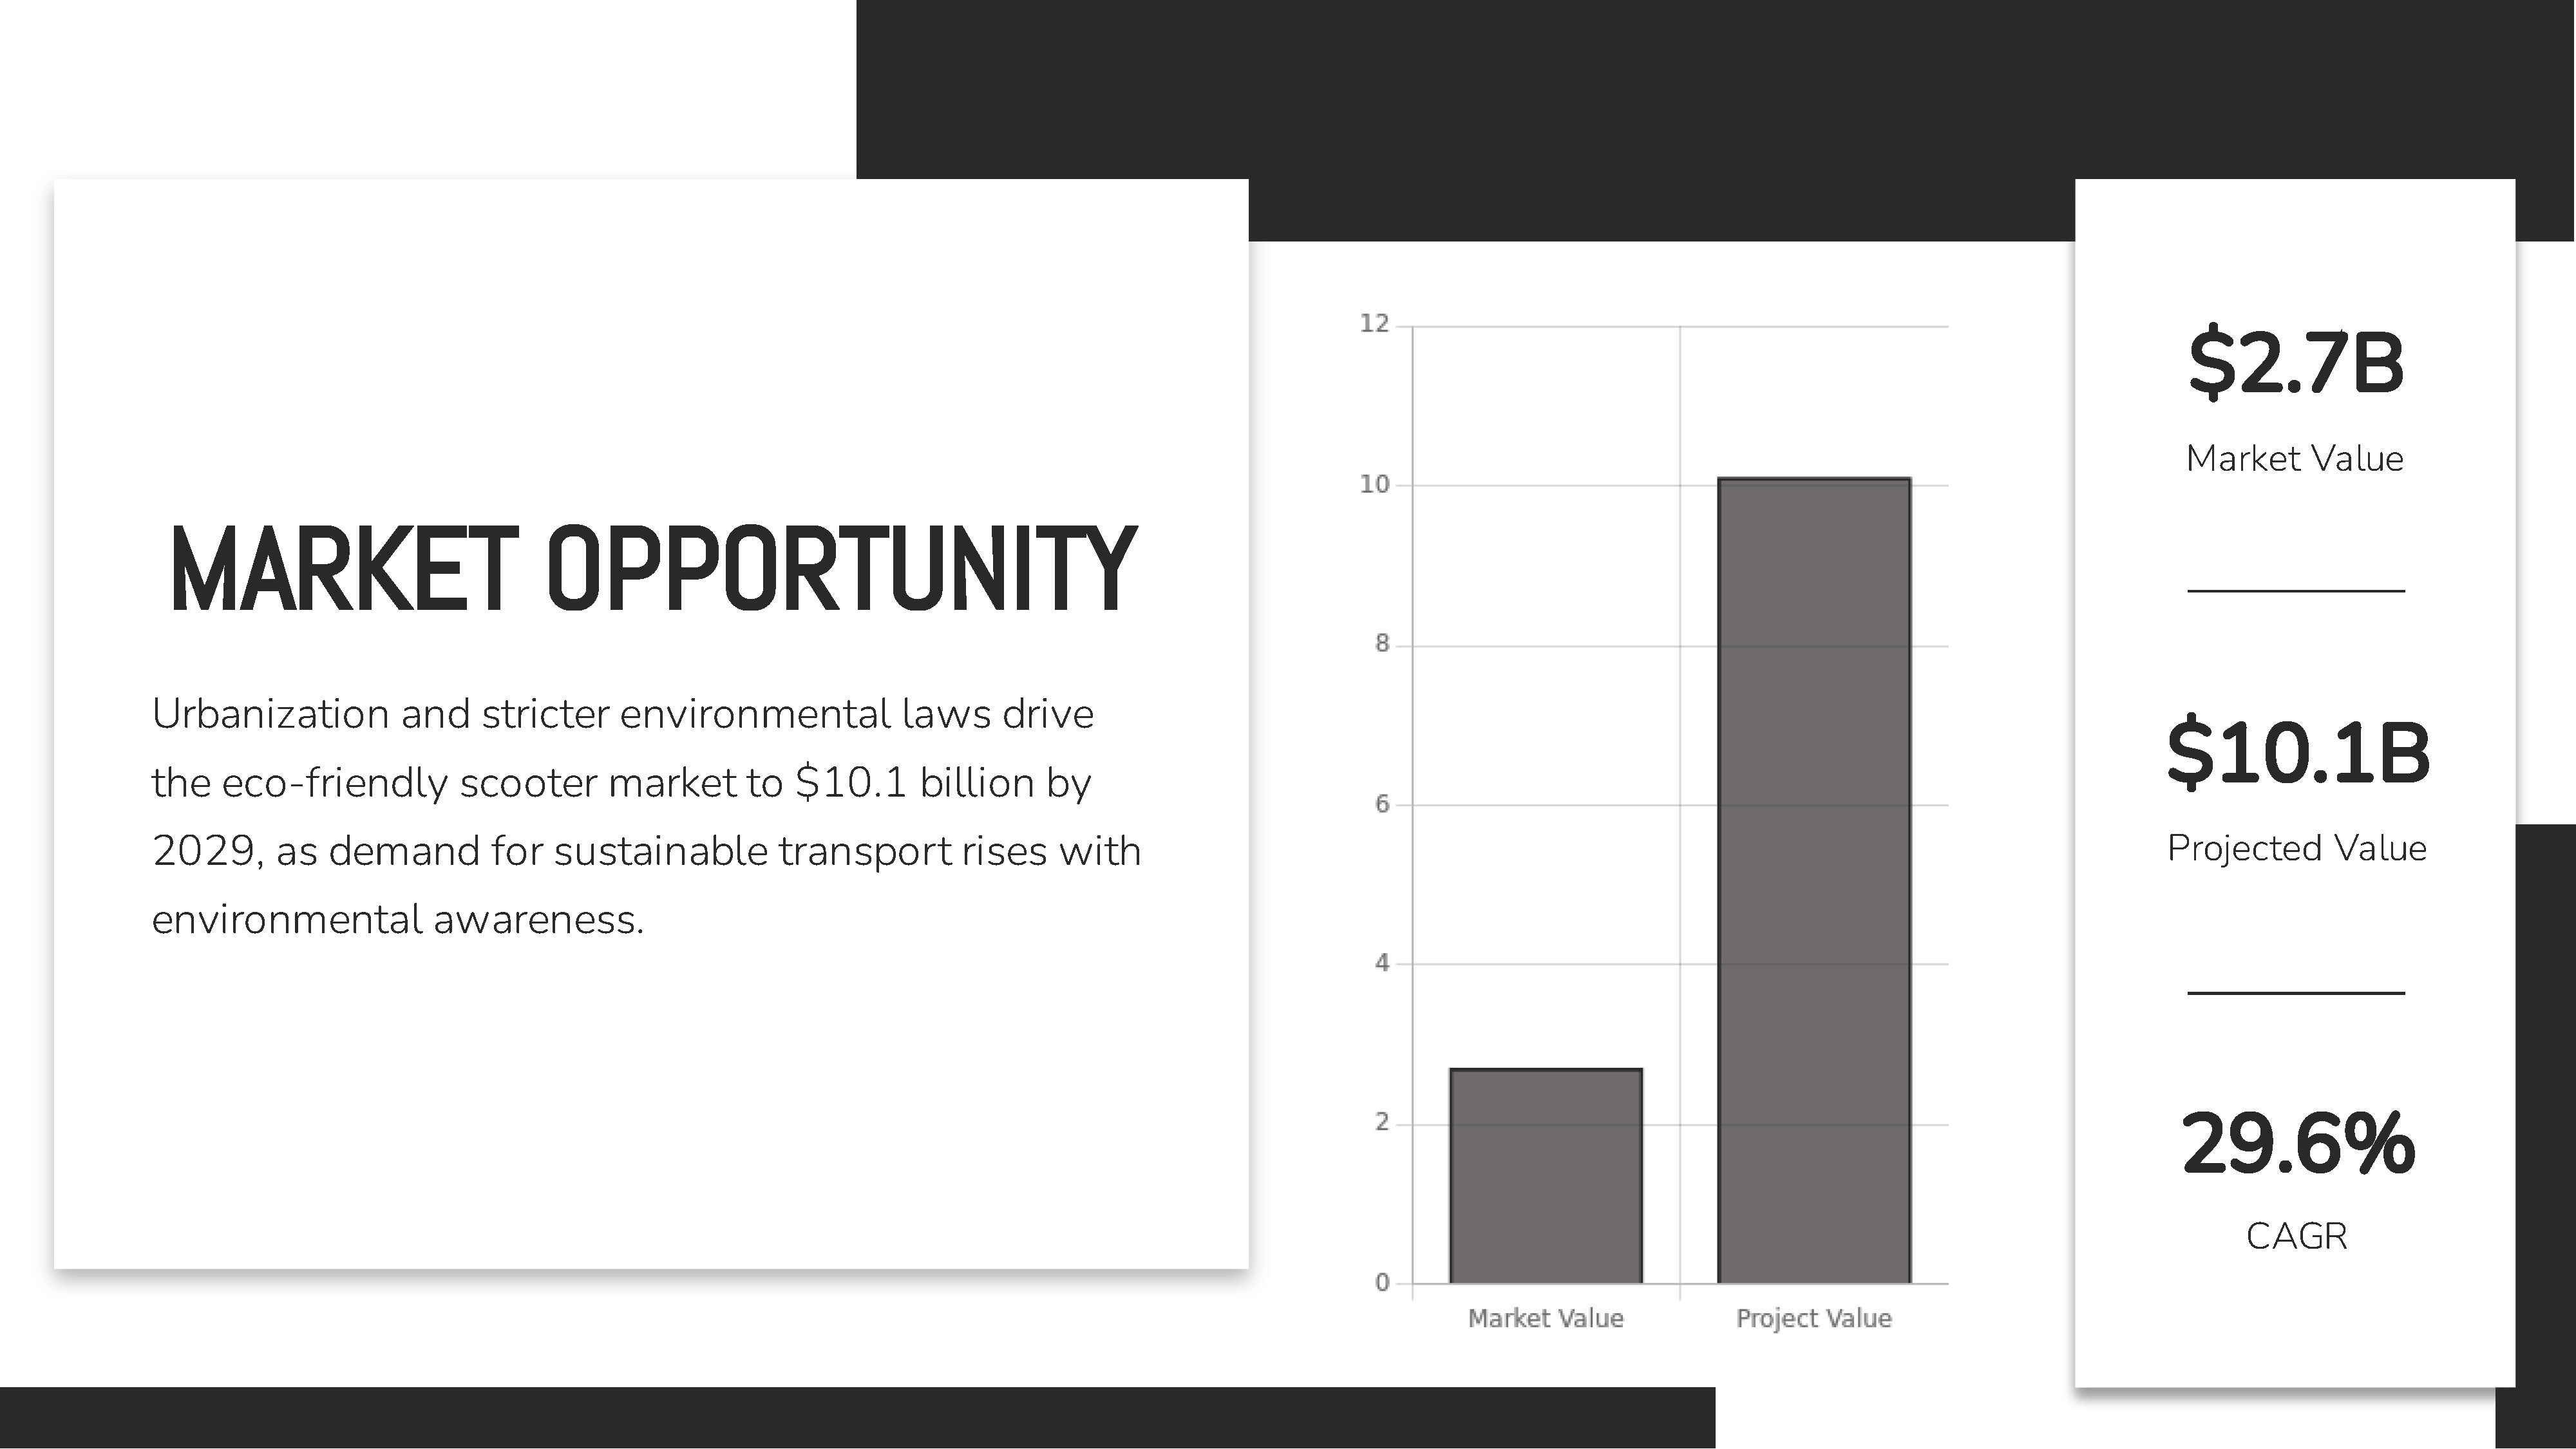 MARKET OPPORTUNITY
Urbanization and stricter environmental laws drive
the eco-friendly scooter market to $10.1 billion by
2029, as demand for sustainable transport rises with
environmental awareness.
12
10
8
6
4
2
0
Market Value
Project Value
$2.7B
Market Value
$10.1B
Projected Value
29.6%
CAGR